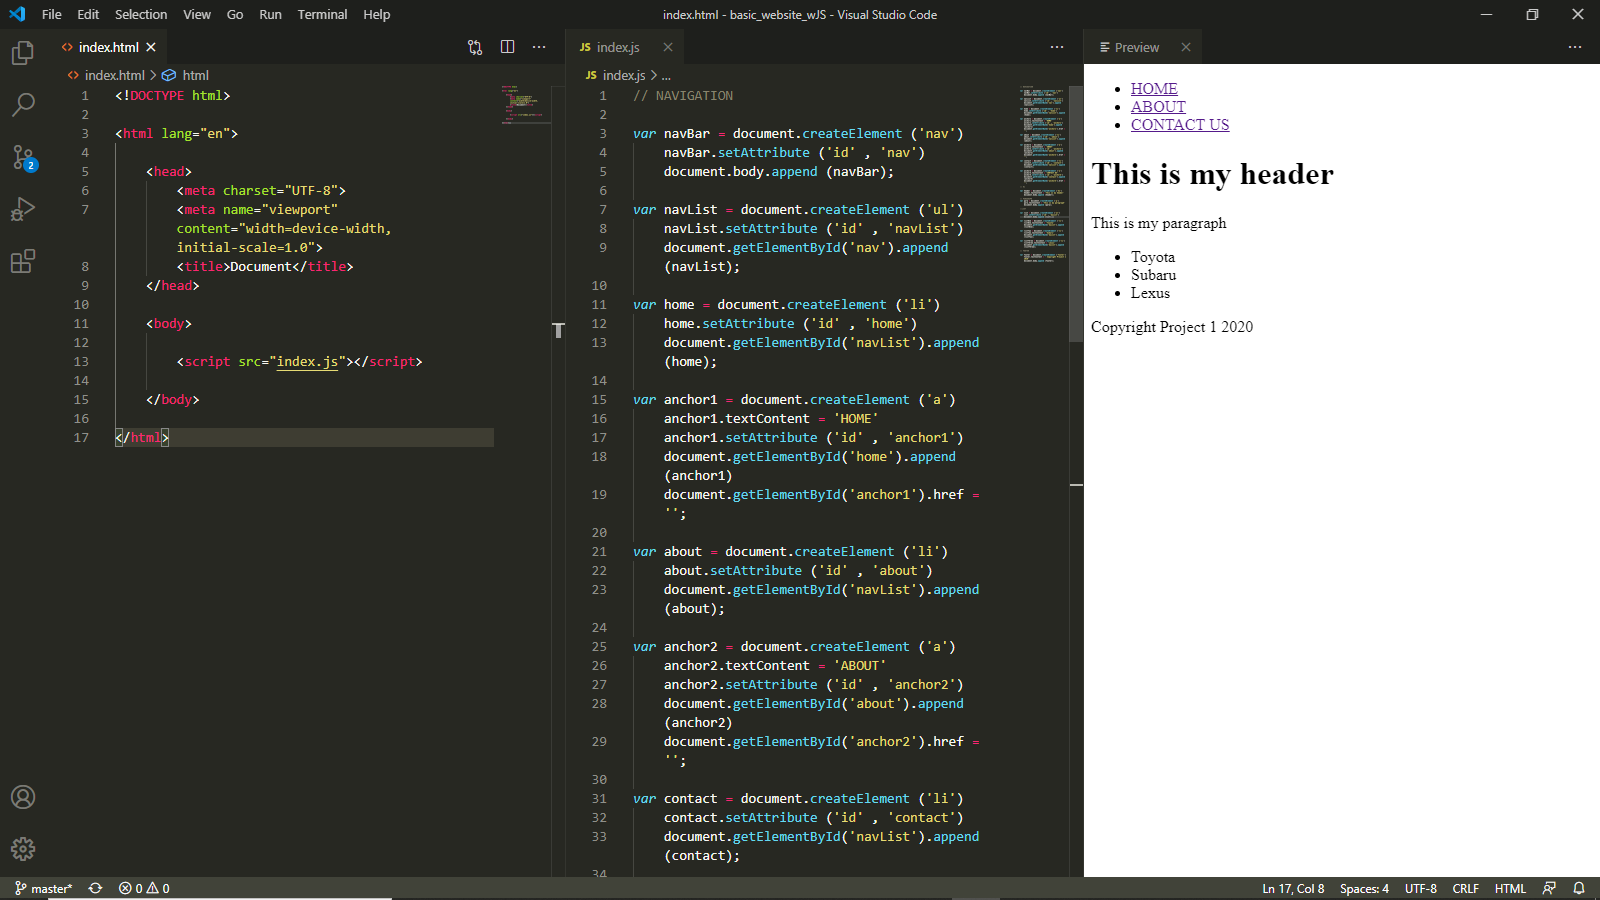 File Edit Selection View Go Run Terminal Help
index.html - basic_website_wJS - Visual Studio Code
index.html
index.html > html
1 <!DOCTYPE html>
2
3 <html lang="en">
4
5 <head>
6 <meta charset="UTF-8">
7 <meta name="viewport"
content="width=device-width,
initial-scale=1.0">
8 <title>Document</title>
9 </head>
10
11 <body>
12
13 <script src="index.js"></script>
14
15 </body>
16
17 </html>
JS index.js
JS index.js > ...
1 // NAVIGATION
2
3 var navBar = document.createElement ('nav')
4 navBar.setAttribute ('id' , 'nav')
5 document.body.append (navBar);
6
7 var navList = document.createElement ('ul')
8 navList.setAttribute ('id' , 'navList')
9 document.getElementById('nav').append
(navList);
10
11 var home = document.createElement ('li')
12 home.setAttribute ('id' , 'home')
13 document.getElementById('navList').append
(home);
14
15 var anchor1 = document.createElement ('a')
16 anchor1.textContent = 'HOME'
17 anchor1.setAttribute ('id' , 'anchor1')
18 document.getElementById('home').append
(anchor1)
19 document.getElementById('anchor1').href =
'';
20
21 var about = document.createElement ('li')
22 about.setAttribute ('id' , 'about')
23 document.getElementById('navList').append
(about);
24
25 var anchor2 = document.createElement ('a')
26 anchor2.textContent = 'ABOUT'
27 anchor2.setAttribute ('id' , 'anchor2')
28 document.getElementById('about').append
(anchor2)
29 document.getElementById('anchor2').href =
'';
30
31 var contact = document.createElement ('li')
32 contact.setAttribute ('id' , 'contact')
33 document.getElementById('navList').append
(contact);
34
Preview
• HOME
• ABOUT
• CONTACT US
This is my header
This is my paragraph
• Toyota
• Subaru
• Lexus
Copyright Project 1 2020
2
master* 0 0
Ln 17, Col 8 Spaces: 4 UTF-8 CRLF HTML